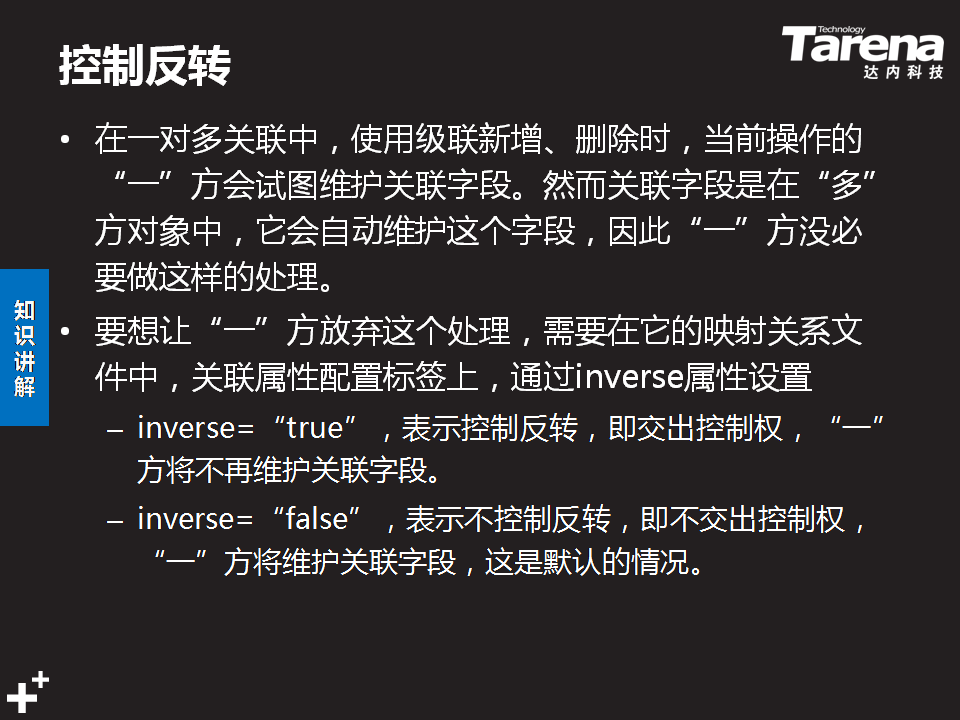 控制反转
Technology
Tarena
达内科技
• 在一对多关联中，使用级联新增、删除时，当前操作的
“一”方会试图维护关联字段。然而关联字段是在“多”
方对象中，它会自动维护这个字段，因此“一”方没必
要做这样的处理。
• 要想让“一”方放弃这个处理，需要在它的映射关系文
件中，关联属性配置标签上，通过inverse属性设置
– inverse=“true”，表示控制反转，即交出控制权，“一”
方将不再维护关联字段。
– inverse=“false”，表示不控制反转，即不交出控制权，
“一”方将维护关联字段，这是默认的情况。
知
识
讲
解